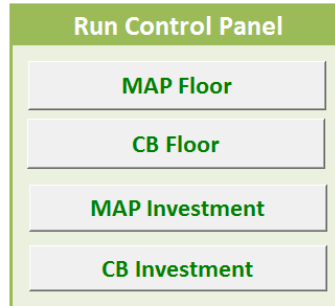 Run Control Panel
MAP Floor
CB Floor
MAP Investment
CB Investment